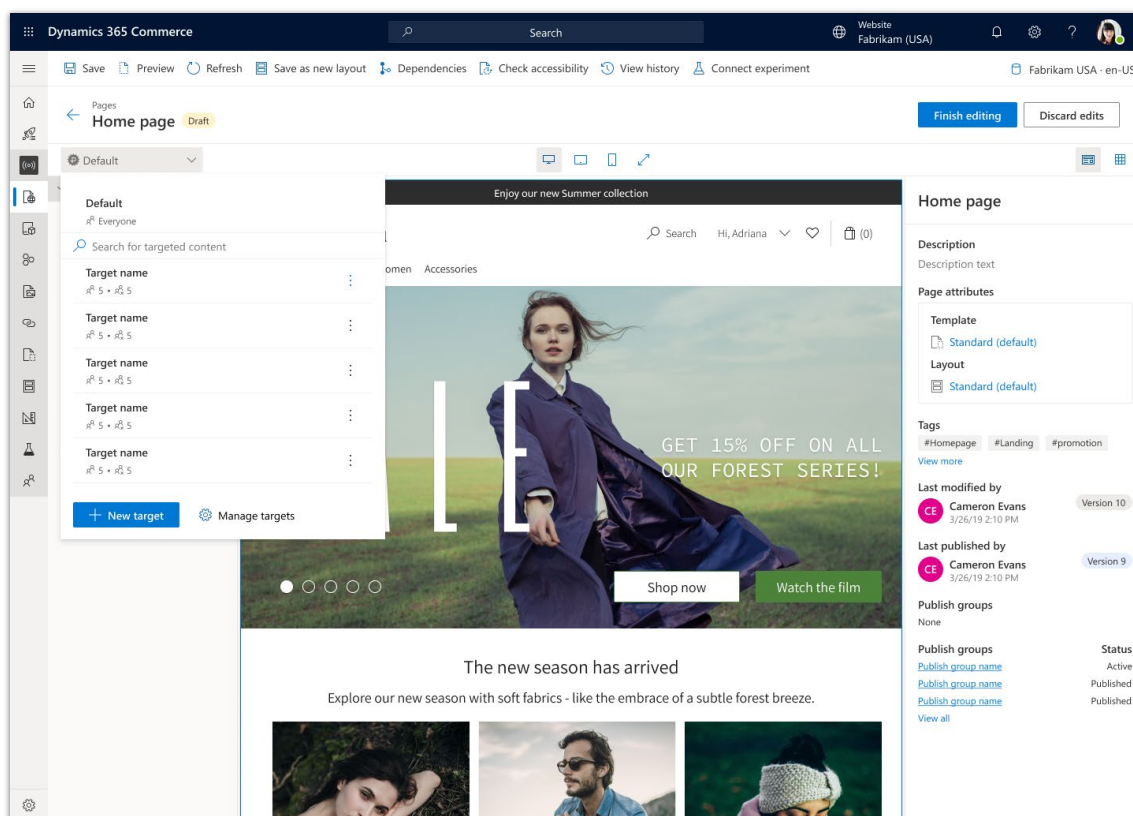 Dynamics 365 Commerce
Search
Website
Fabrikam (USA)
Save
Preview
Refresh
Save as new layout
Dependencies
Check accessibility
View history
Connect experiment
Fabrikam USA · en-US
Pages
Home page
Draft
Finish editing
Discard edits
Default
Default
Everyone
Search for targeted content
Target name
5 • 5
Target name
5 • 5
Target name
5 • 5
Target name
5 • 5
Target name
5 • 5
+ New target
Manage targets
Enjoy our new Summer collection
Search
Hi, Adriana
(0)
omen
Accessories
LE
GET 15% OFF ON ALL
OUR FOREST SERIES!
Shop now
Watch the film
The new season has arrived
Explore our new season with soft fabrics - like the embrace of a subtle forest breeze.
Home page
Description
Description text
Page attributes
Template
Standard (default)
Layout
Standard (default)
Tags
#Homepage
#Landing
#promotion
View more
Last modified by
CE
Cameron Evans
3/26/19 2:10 PM
Version 10
Last published by
CE
Cameron Evans
3/26/19 2:10 PM
Version 9
Publish groups
None
Publish groups
Status
Publish group name
Active
Publish group name
Published
Publish group name
Published
View all